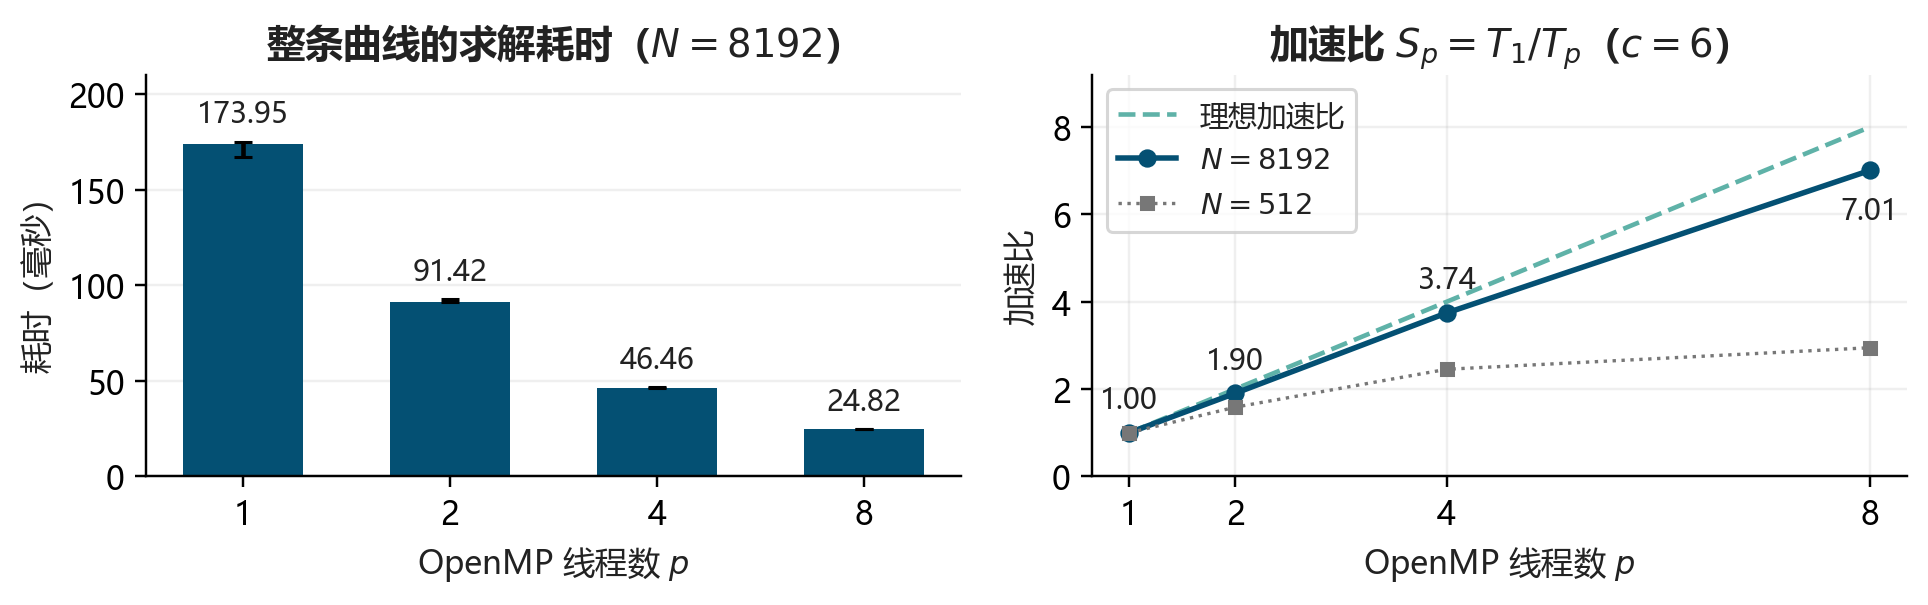 整条曲线的求解耗时（N = 8192）
耗时（毫秒）
200
150
100
50
0
173.95
91.42
46.46
24.82
1 2 4 8
OpenMP 线程数 p
加速比 Sₚ = T₁/Tₚ（c = 6）
加速比
8
6
4
2
0
理想加速比
N = 8192
N = 512
1.00
1.90
3.74
7.01
1 2 4 8
OpenMP 线程数 p